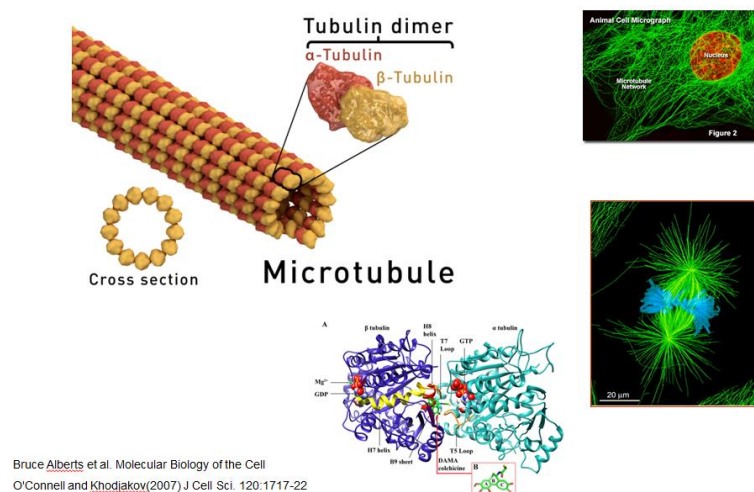 Tubulin dimer
α-Tubulin
β-Tubulin
Cross section
Microtubule
Animal Cell Micrograph
Nucleus
Microtubule
Network
Figure 2
20 µm
A
β tubulin
H8
helix
T7
Loop
GTP
α tubulin
Mg²⁺
GDP
H7 helix
B9 sheet
T5 Loop
DAMA
colchicine
B
Bruce Alberts et al. Molecular Biology of the Cell
O'Connell and Khodjakov(2007) J Cell Sci. 120:1717-22